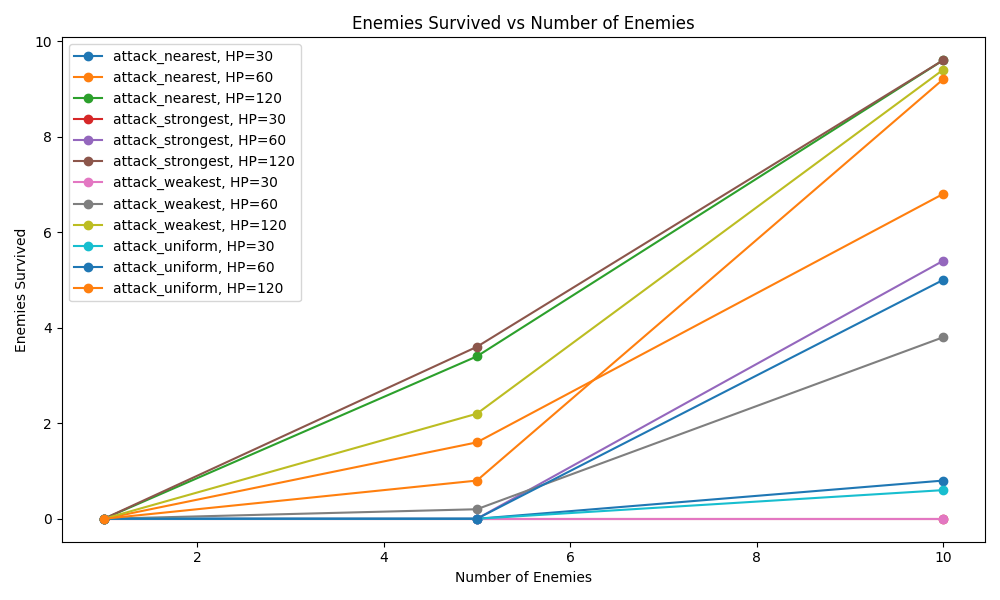 Enemies Survived vs Number of Enemies
10
8
6
4
2
0
Enemies Survived
attack_nearest, HP=30
attack_nearest, HP=60
attack_nearest, HP=120
attack_strongest, HP=30
attack_strongest, HP=60
attack_strongest, HP=120
attack_weakest, HP=30
attack_weakest, HP=60
attack_weakest, HP=120
attack_uniform, HP=30
attack_uniform, HP=60
attack_uniform, HP=120
2 4 6 8 10
Number of Enemies